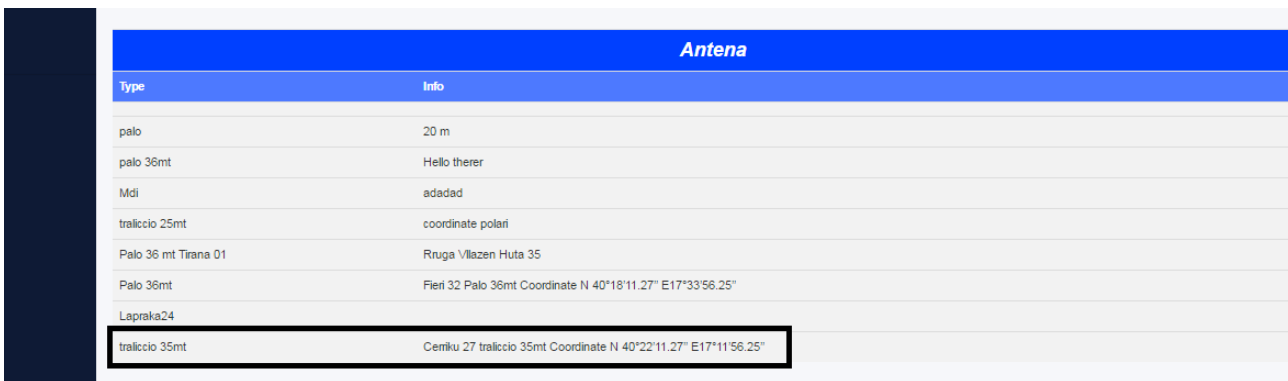 Antena
Type Info
palo 20 m
palo 36mt Hello therer
Mdi adadad
traliccio 25mt coordinate polari
Palo 36 mt Tirana 01 Rruga Vllazen Huta 35
Palo 36mt Fieri 32 Palo 36mt Coordinate N 40°18'11.27" E17°33'56.25"
Lapraka24
traliccio 35mt Cerriku 27 traliccio 35mt Coordinate N 40°22'11.27" E17°11'56.25"